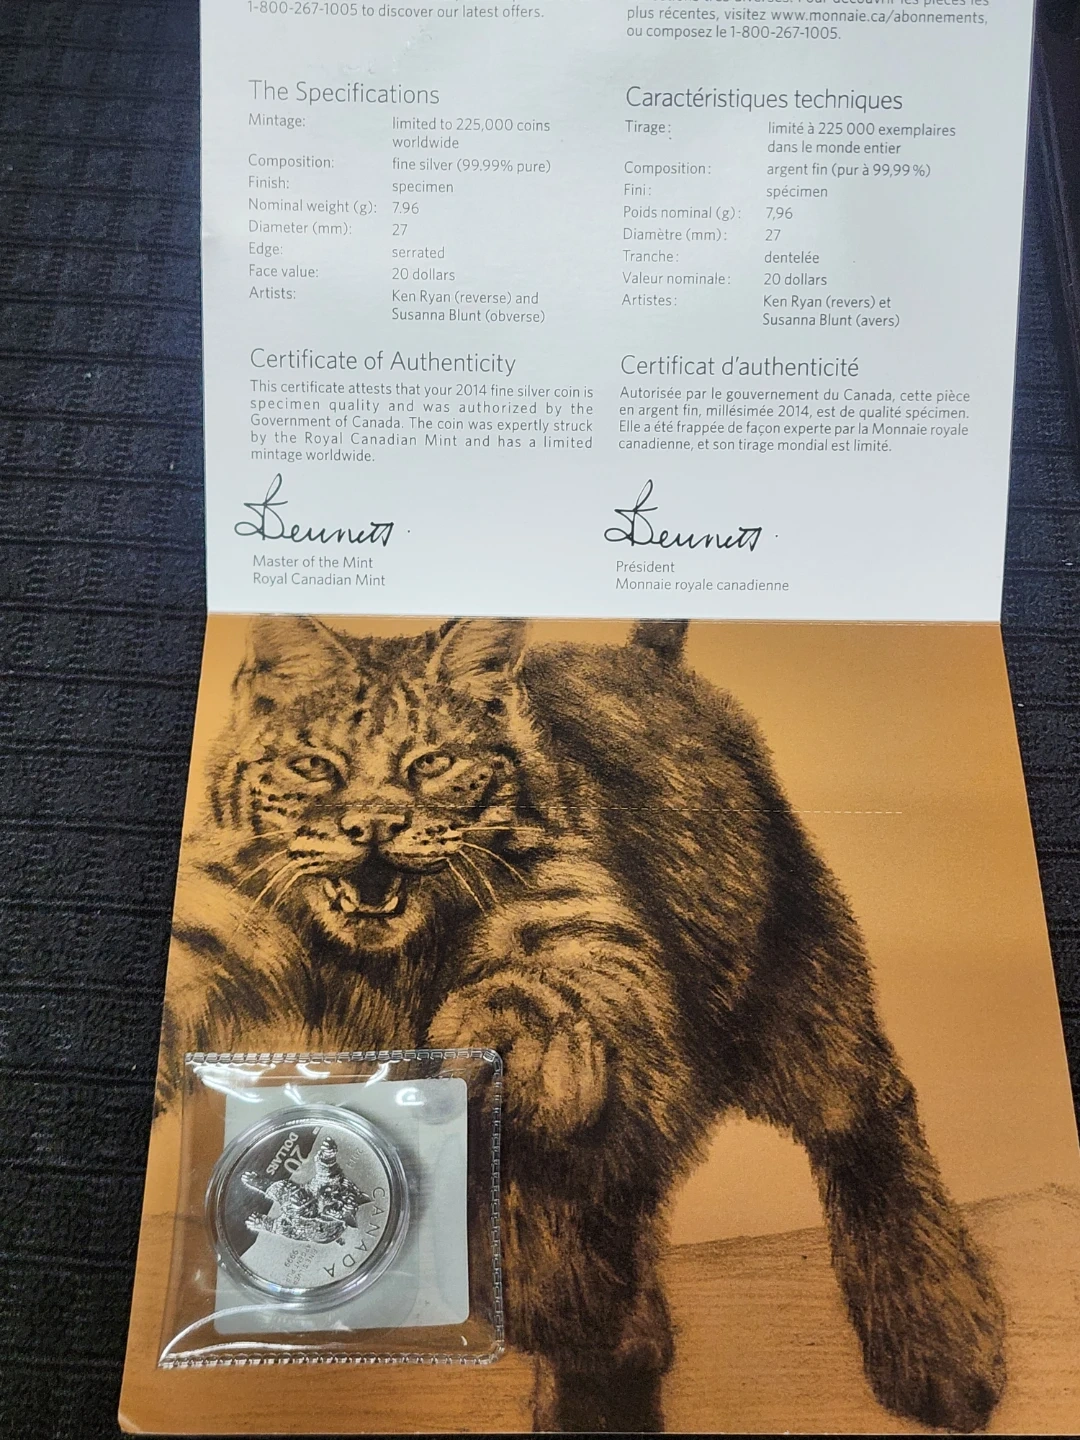 1-800-267-1005 to discover our latest offers.
plus récentes, visitez www.monnaie.ca/abonnements,
ou composez le 1-800-267-1005.
The Specifications
Mintage: limited to 225,000 coins
worldwide
Composition: fine silver (99.99% pure)
Finish: specimen
Nominal weight (g): 7.96
Diameter (mm): 27
Edge: serrated
Face value: 20 dollars
Artists: Ken Ryan (reverse) and
Susanna Blunt (obverse)
Caractéristiques techniques
Tirage: limité à 225 000 exemplaires
dans le monde entier
Composition: argent fin (pur à 99,99 %)
Fini: spécimen
Poids nominal (g): 7,96
Diamètre (mm): 27
Tranche: dentelée
Valeur nominale: 20 dollars
Artistes: Ken Ryan (revers) et
Susanna Blunt (avers)
Certificate of Authenticity
This certificate attests that your 2014 fine silver coin is
specimen quality and was authorized by the
Government of Canada. The coin was expertly struck
by the Royal Canadian Mint and has a limited
mintage worldwide.
Bennett
Master of the Mint
Royal Canadian Mint
Certificat d'authenticité
Autorisée par le gouvernement du Canada, cette pièce
en argent fin, millésimée 2014, est de qualité spécimen.
Elle a été frappée de façon experte par la Monnaie royale
canadienne, et son tirage mondial est limité.
Bennett
Président
Monnaie royale canadienne
20
DOLLARS
CANADA
9999